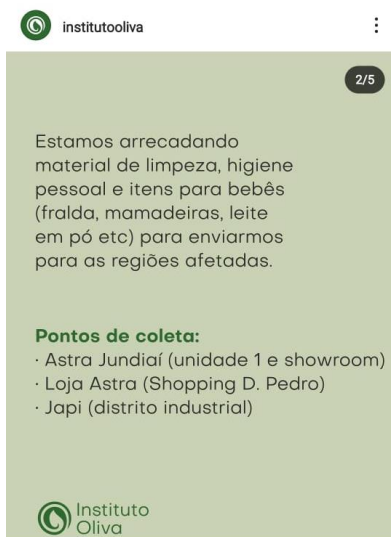 institutooliva
2/5
Estamos arrecadando
material de limpeza, higiene
pessoal e itens para bebês
(fralda, mamadeiras, leite
em pó etc) para enviarmos
para as regiões afetadas.
Pontos de coleta:
· Astra Jundiaí (unidade 1 e showroom)
· Loja Astra (Shopping D. Pedro)
· Japi (distrito industrial)
Instituto
Oliva